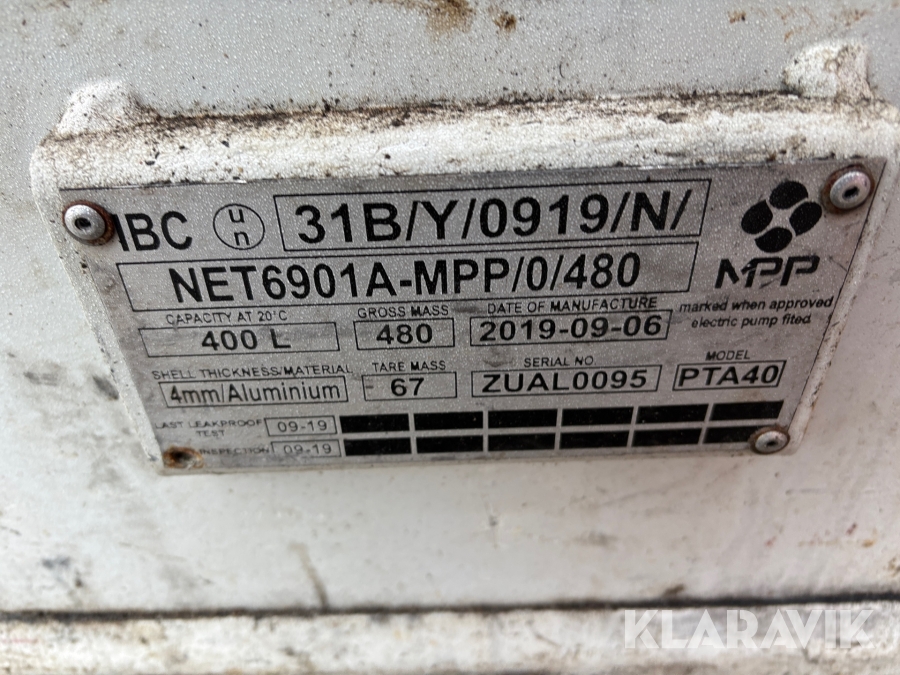 IBC u n 31B/Y/0919/N/
NET6901A-MPP/0/480
MPP
marked when approved
electric pump fited.
CAPACITY AT 20°C GROSS MASS DATE OF MANUFACTURE
400 L 480 2019-09-06
SHELL THICKNESS/MATERIAL TARE MASS SERIAL NO MODEL
4mm/Aluminium 67 ZUAL0095 PTA40
LAST LEAKPROOF TEST 09-19
INSPECTION 09-19
KLARAVIK